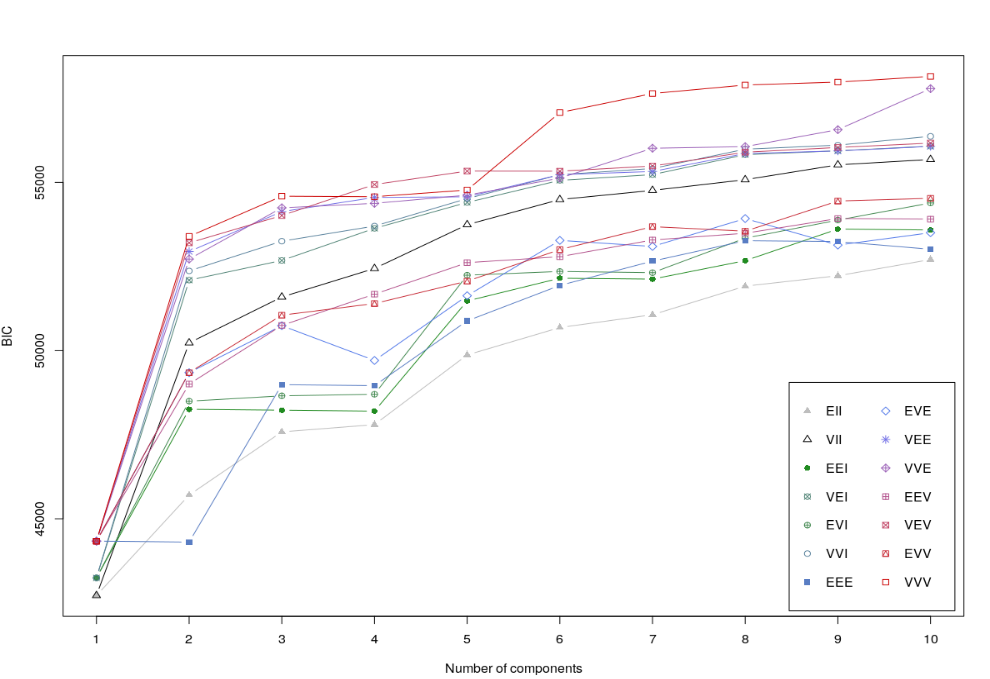 BIC
55000
50000
45000
EII EVE
VII VEE
EEI VVE
VEI EEV
EVI VEV
VVI EVV
EEE VVV
1 2 3 4 5 6 7 8 9 10
Number of components